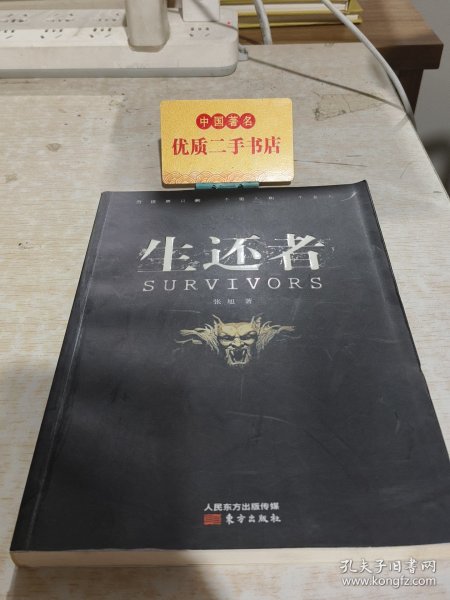 中国著名
优质二手书店
生还者
SURVIVORS
张旭 著
人民东方出版传媒
东方出版社
孔夫子旧书网
www.kongfz.com